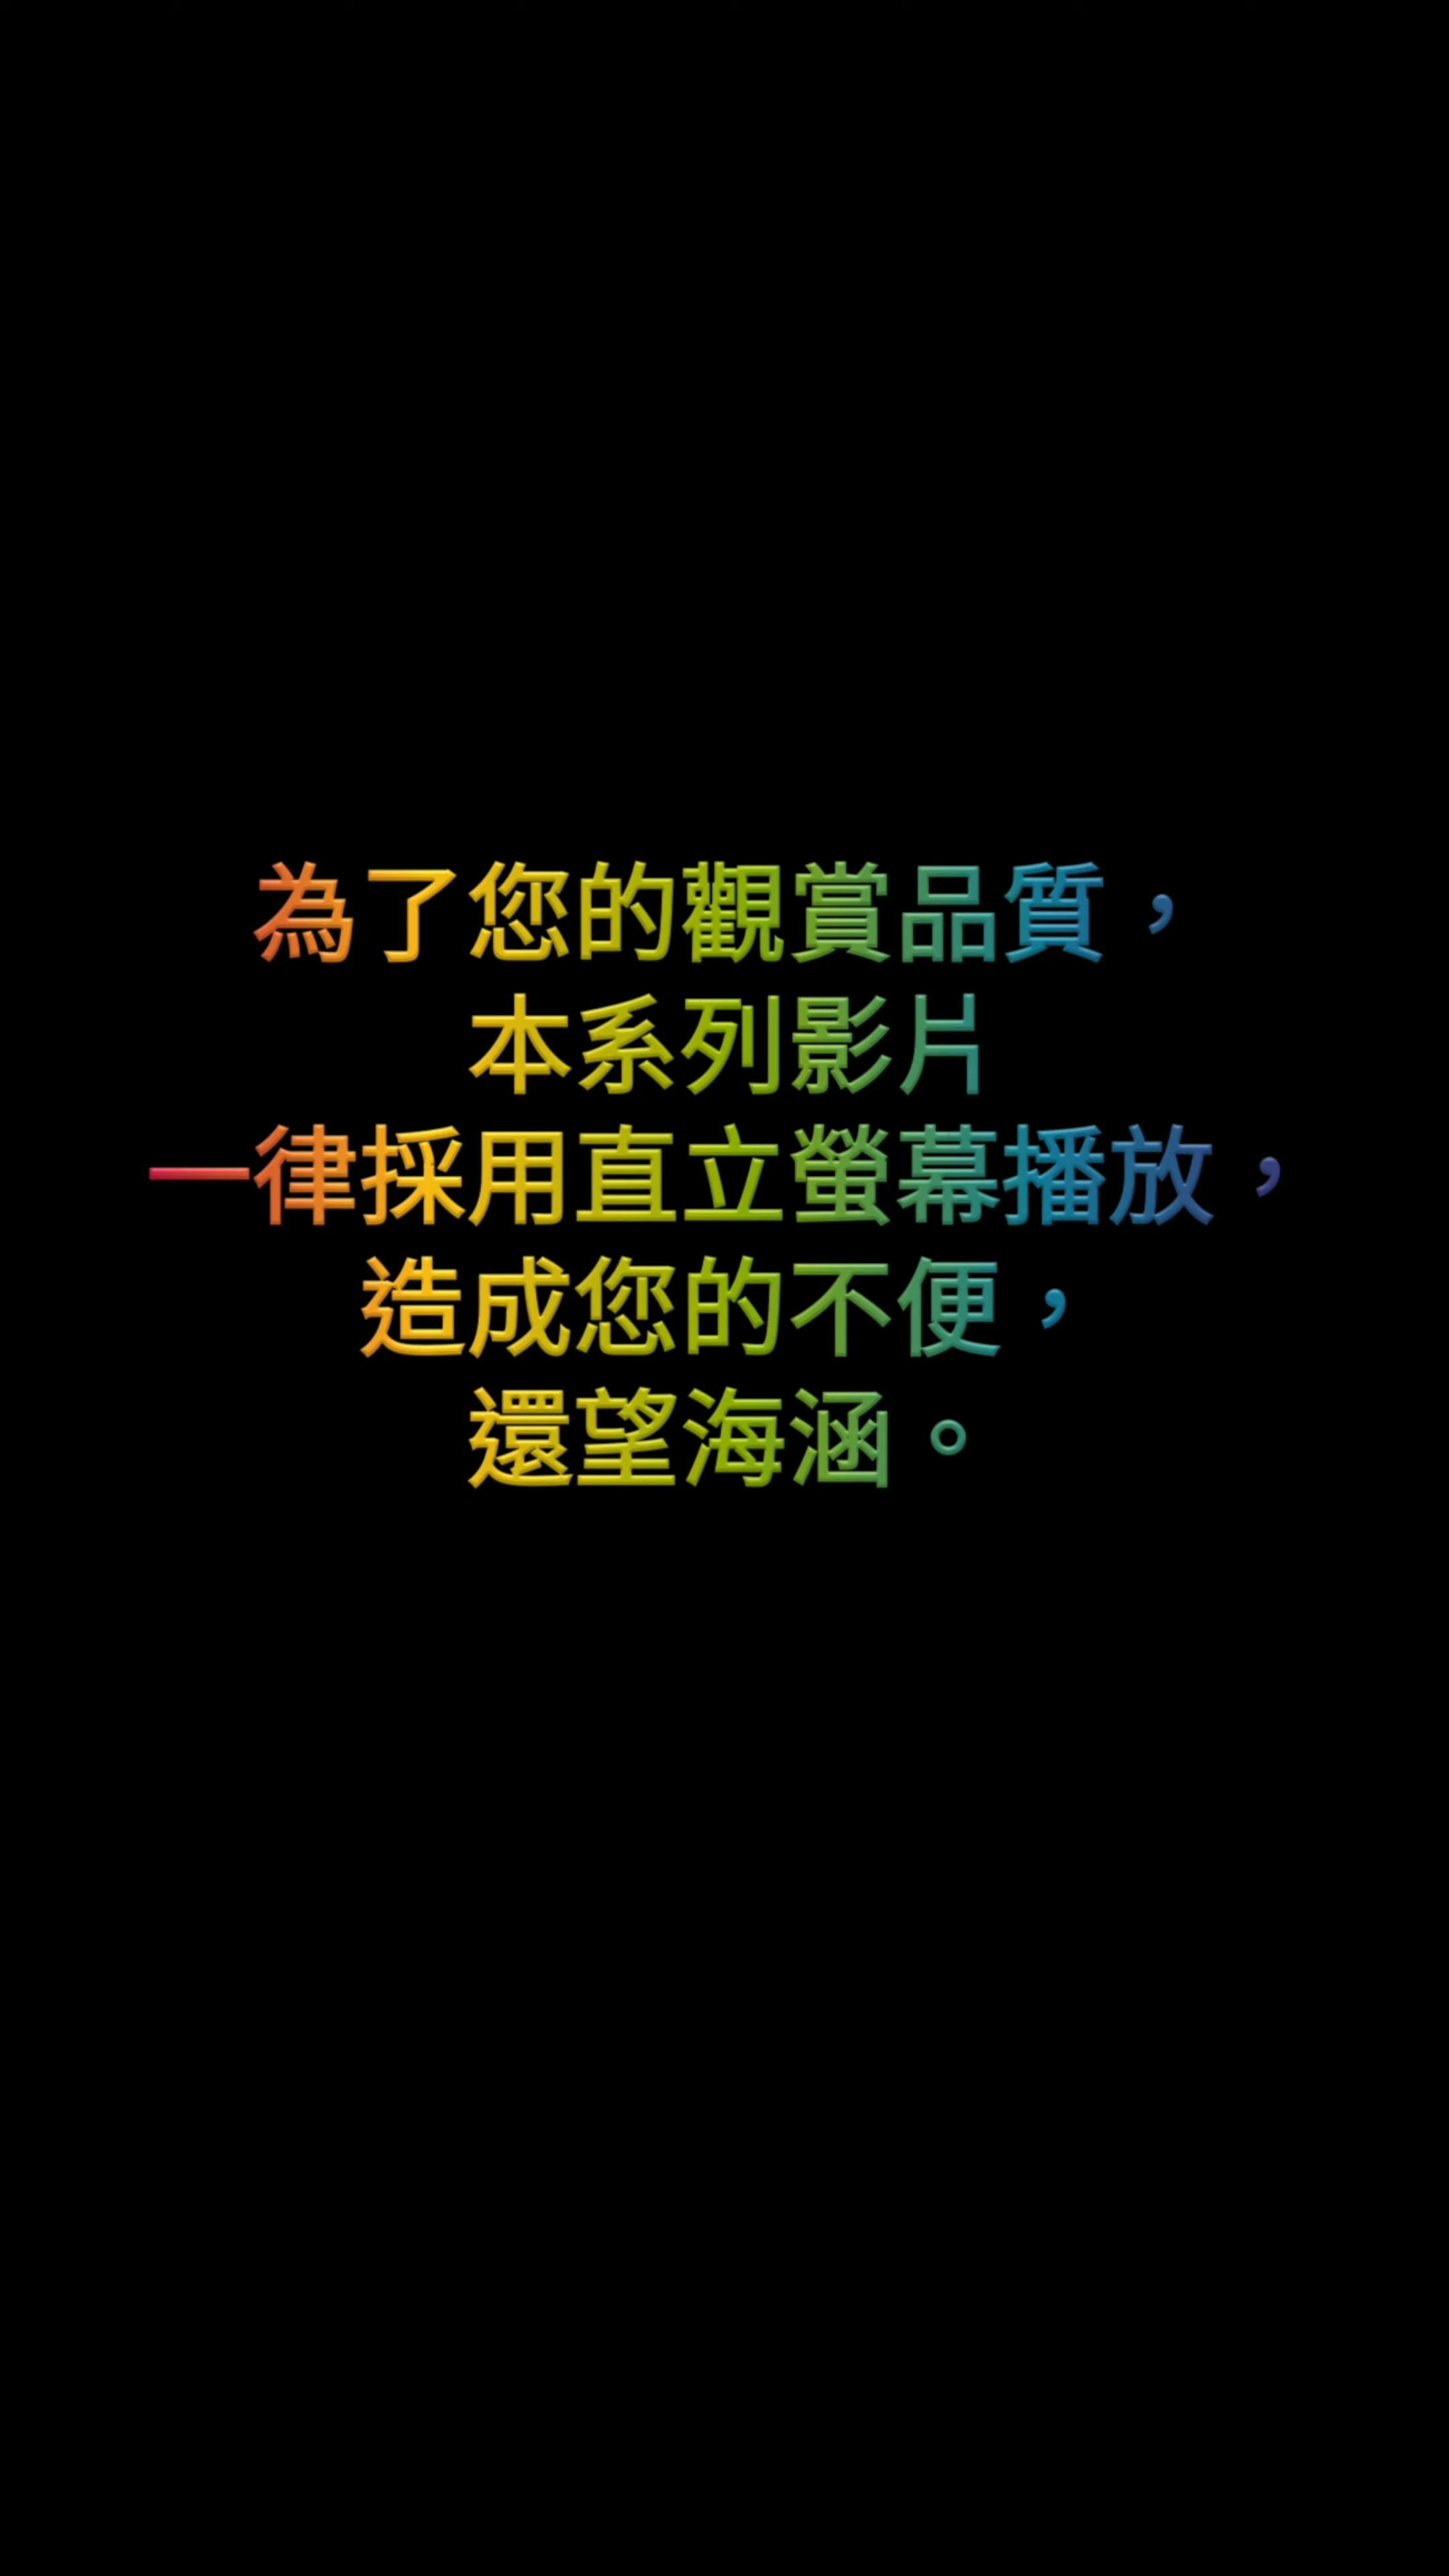 為了您的觀賞品質，
本系列影片
一律採用直立螢幕播放，
造成您的不便，
還望海涵。